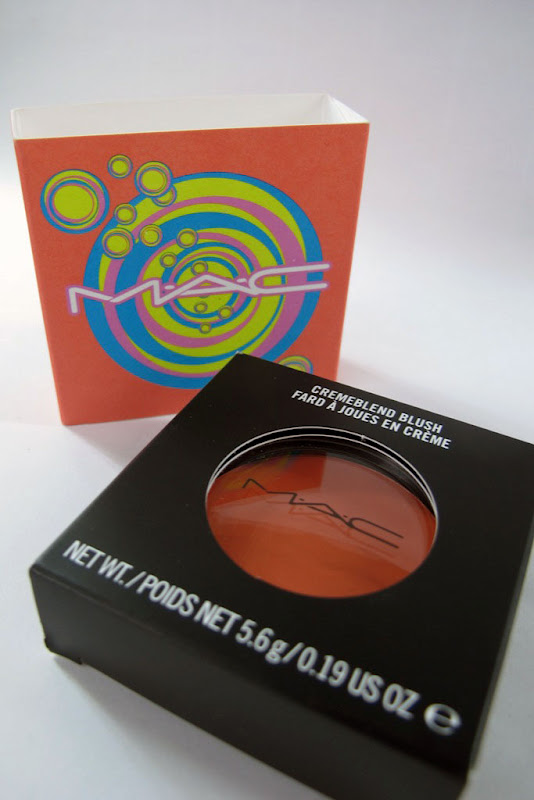 M·A·C
CREMEBLEND BLUSH
FARD À JOUES EN CRÈME
M·A·C
NET WT. / POIDS NET 5.6 g / 0.19 US OZ ℮